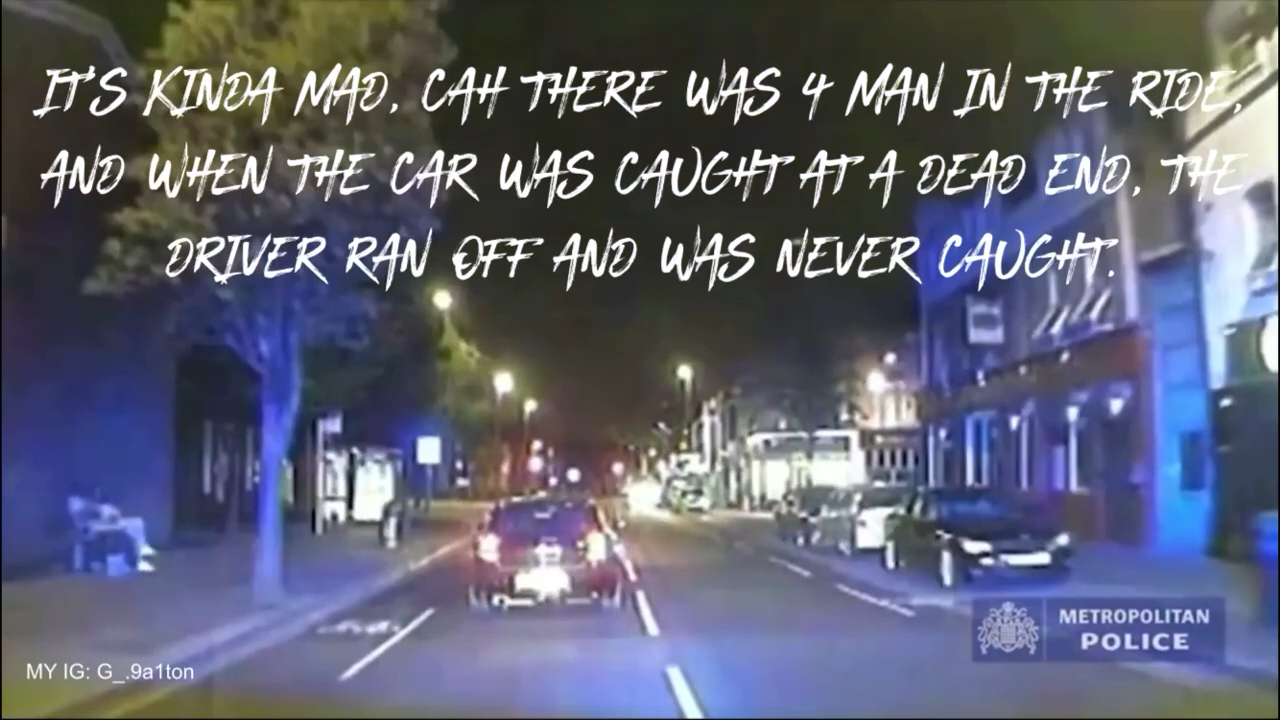 IT'S KINDA MAD, CAH THERE WAS 4 MAN IN THE RIDE,
AND WHEN THE CAR WAS CAUGHT AT A DEAD END, THE
DRIVER RAN OFF AND WAS NEVER CAUGHT.
METROPOLITAN
POLICE
MY IG: G_.9a1ton